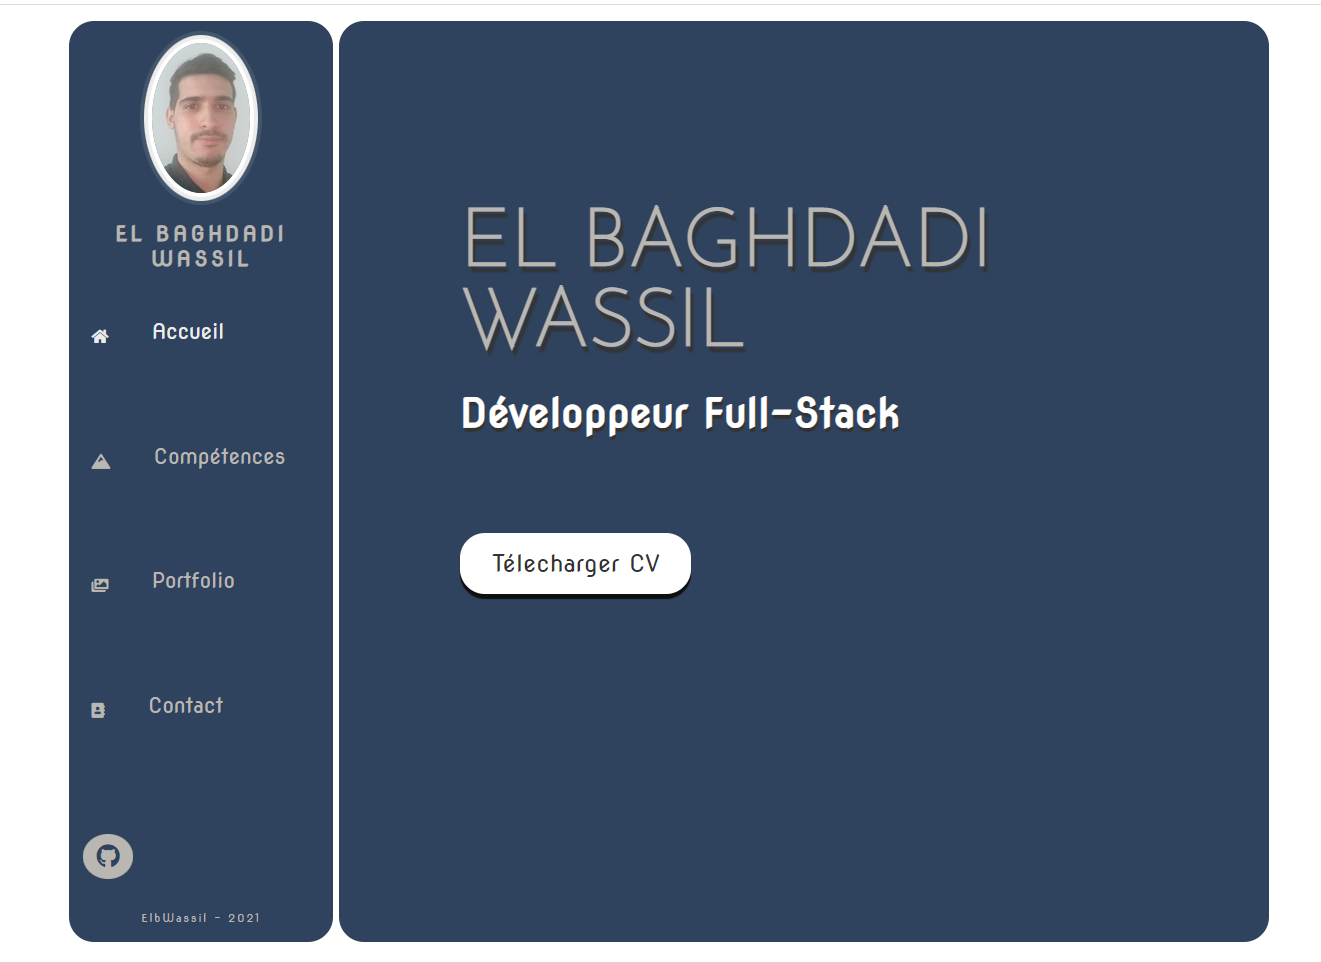 EL BAGHDADI
WASSIL
Accueil
Compétences
Portfolio
Contact
ElbWassil - 2021
EL BAGHDADI
WASSIL
Développeur Full-Stack
Télecharger CV